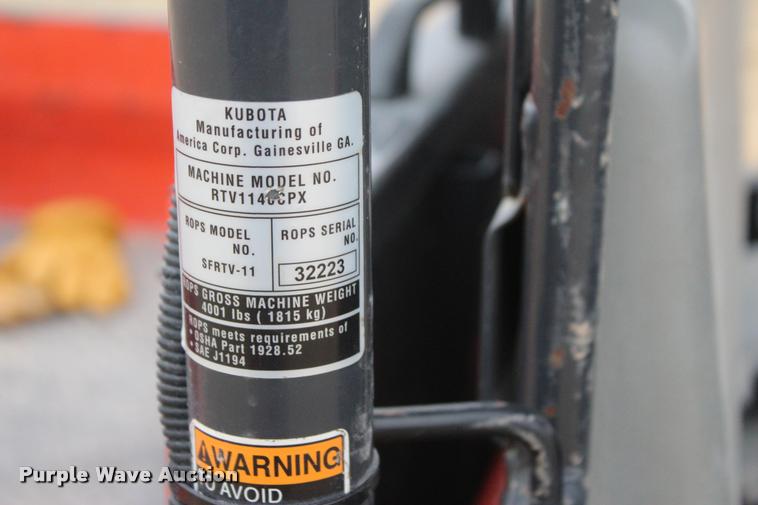 KUBOTA
Manufacturing of
America Corp. Gainesville GA.
MACHINE MODEL NO.
RTV1140CPX
ROPS MODEL
NO.
SFRTV-11
ROPS SERIAL
NO.
32223
ROPS GROSS MACHINE WEIGHT
4001 lbs ( 1815 kg)
ROPS meets requirements of
• OSHA Part 1928.52
• SAE J1194
WARNING
TO AVOID
Purple Wave Auction